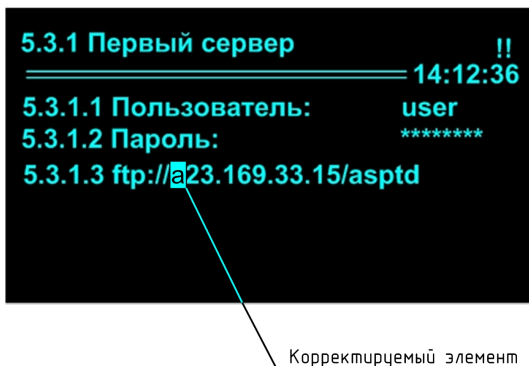 5.3.1 Первый сервер !!
14:12:36
5.3.1.1 Пользователь: user
5.3.1.2 Пароль: ********
5.3.1.3 ftp://a23.169.33.15/asptd
Корректируемый элемент